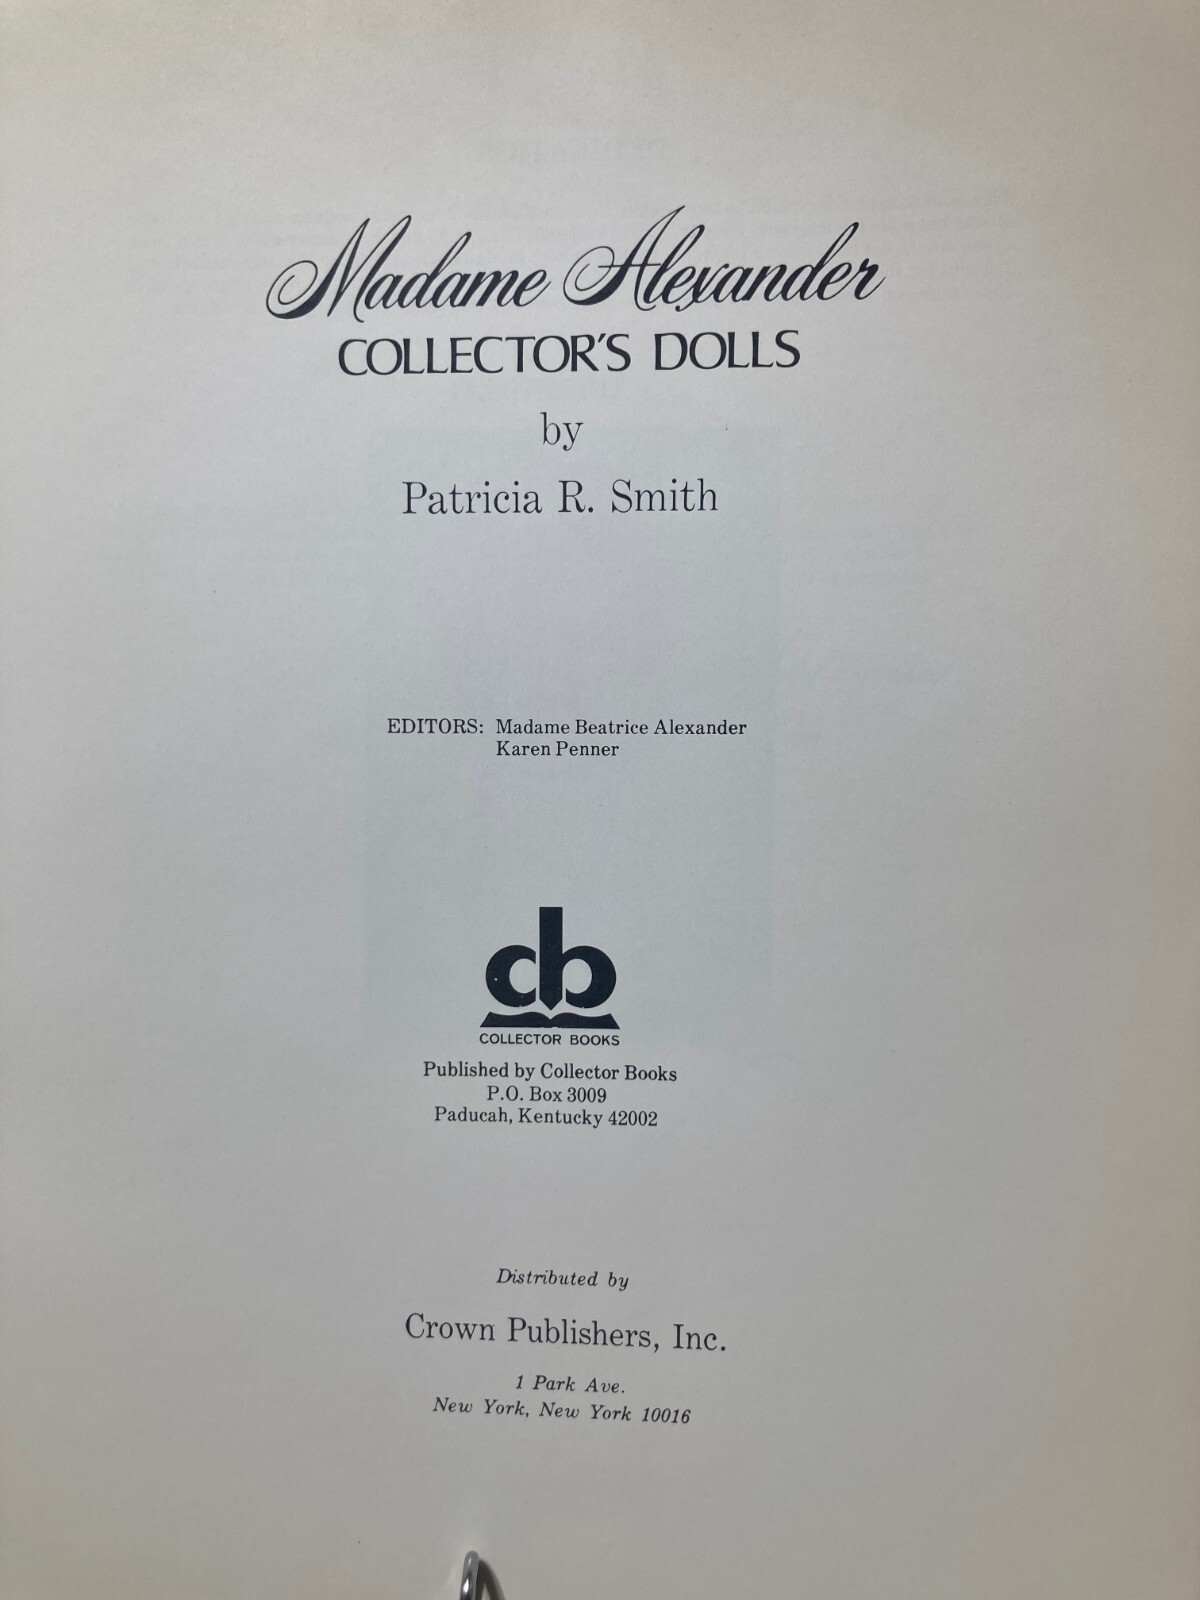 Madame Alexander
COLLECTOR'S DOLLS
by
Patricia R. Smith
EDITORS: Madame Beatrice Alexander
Karen Penner
cb
COLLECTOR BOOKS
Published by Collector Books
P.O. Box 3009
Paducah, Kentucky 42002
Distributed by
Crown Publishers, Inc.
1 Park Ave.
New York, New York 10016